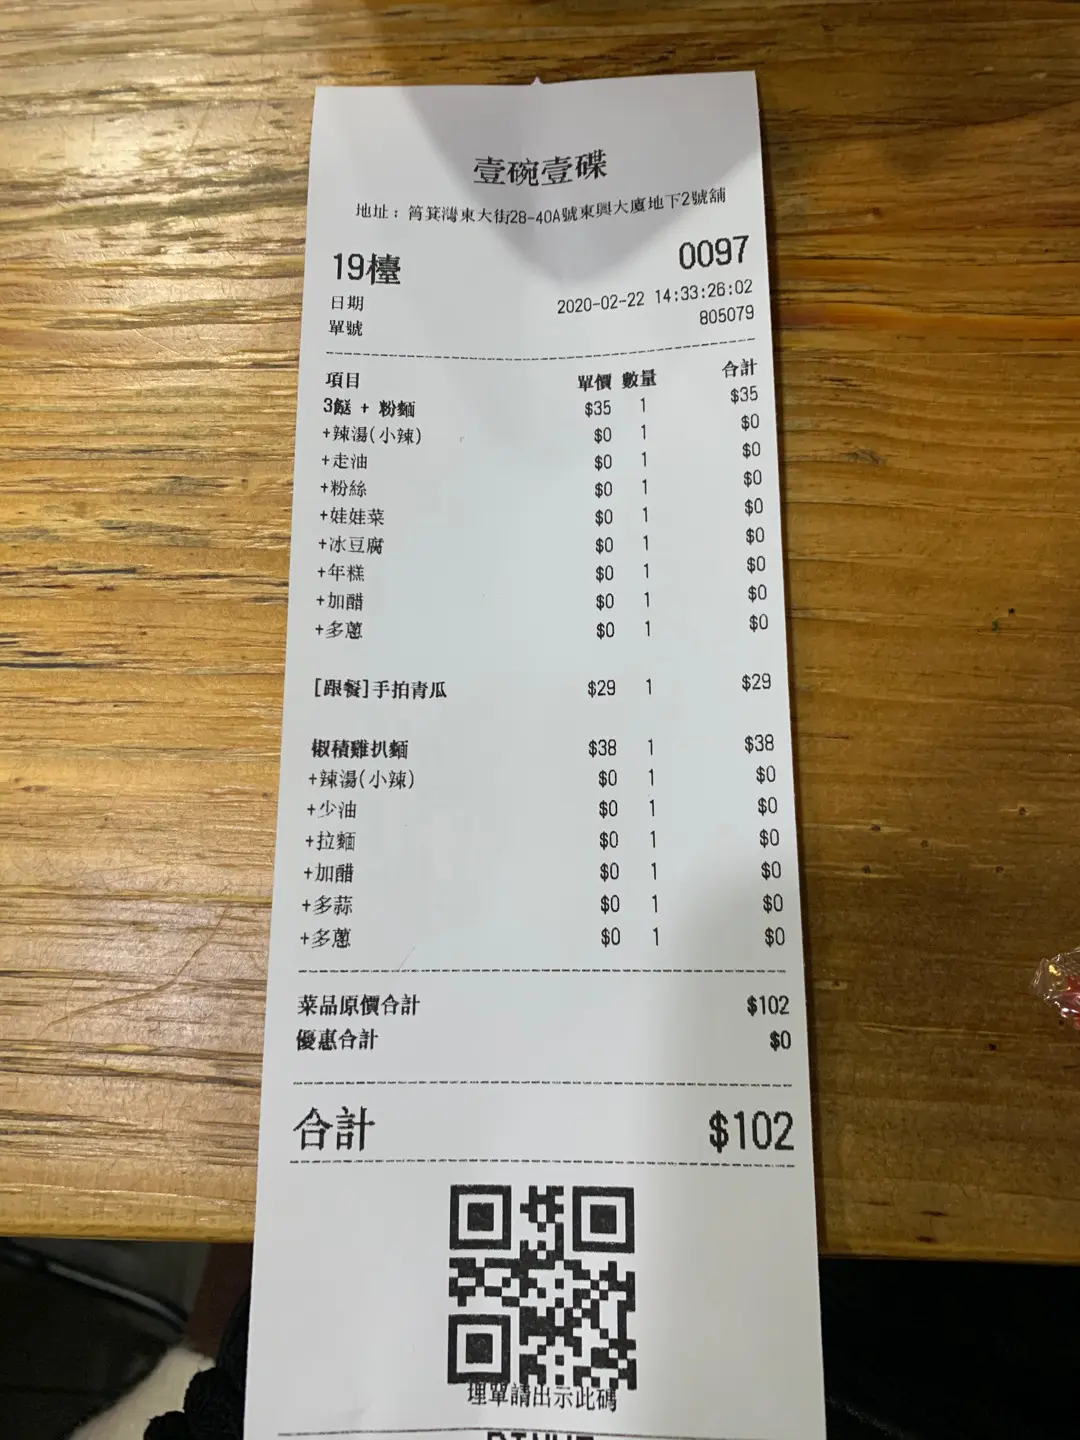 壹碗壹碟
地址：筲箕灣東大街28-40A號東興大廈地下2號舖
19檯 0097
日期 2020-02-22 14:33:26:02
單號 805079
項目 單價 數量 合計
3餸 + 粉麵 $35 1 $35
+辣湯(小辣) $0 1 $0
+走油 $0 1 $0
+粉絲 $0 1 $0
+娃娃菜 $0 1 $0
+冰豆腐 $0 1 $0
+年糕 $0 1 $0
+加醋 $0 1 $0
+多蔥 $0 1 $0
[跟餐]手拍青瓜 $29 1 $29
椒積雞扒麵 $38 1 $38
+辣湯(小辣) $0 1 $0
+少油 $0 1 $0
+拉麵 $0 1 $0
+加醋 $0 1 $0
+多蒜 $0 1 $0
+多蔥 $0 1 $0
菜品原價合計 $102
優惠合計 $0
合計 $102
埋單請出示此碼